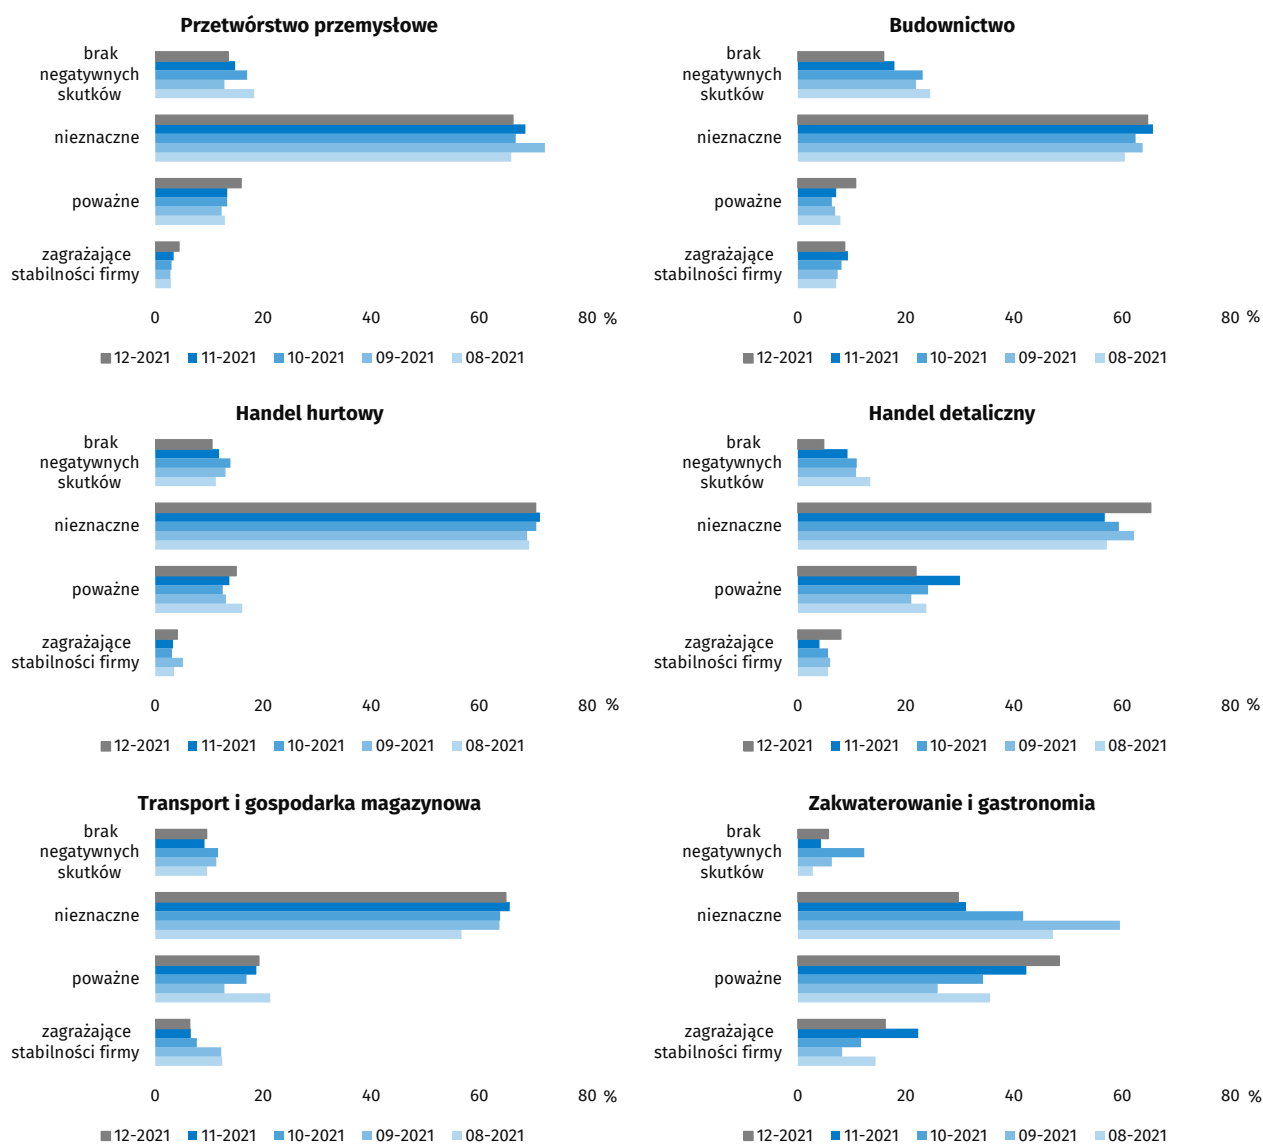 Przetwórstwo przemysłowe
brak
negatywnych
skutków
nieznaczne
poważne
zagrażające
stabilności firmy
0 20 40 60 80 %
12-2021 11-2021 10-2021 09-2021 08-2021
Budownictwo
brak
negatywnych
skutków
nieznaczne
poważne
zagrażające
stabilności firmy
0 20 40 60 80 %
12-2021 11-2021 10-2021 09-2021 08-2021
Handel hurtowy
brak
negatywnych
skutków
nieznaczne
poważne
zagrażające
stabilności firmy
0 20 40 60 80 %
12-2021 11-2021 10-2021 09-2021 08-2021
Handel detaliczny
brak
negatywnych
skutków
nieznaczne
poważne
zagrażające
stabilności firmy
0 20 40 60 80 %
12-2021 11-2021 10-2021 09-2021 08-2021
Transport i gospodarka magazynowa
brak
negatywnych
skutków
nieznaczne
poważne
zagrażające
stabilności firmy
0 20 40 60 80 %
12-2021 11-2021 10-2021 09-2021 08-2021
Zakwaterowanie i gastronomia
brak
negatywnych
skutków
nieznaczne
poważne
zagrażające
stabilności firmy
0 20 40 60 80 %
12-2021 11-2021 10-2021 09-2021 08-2021